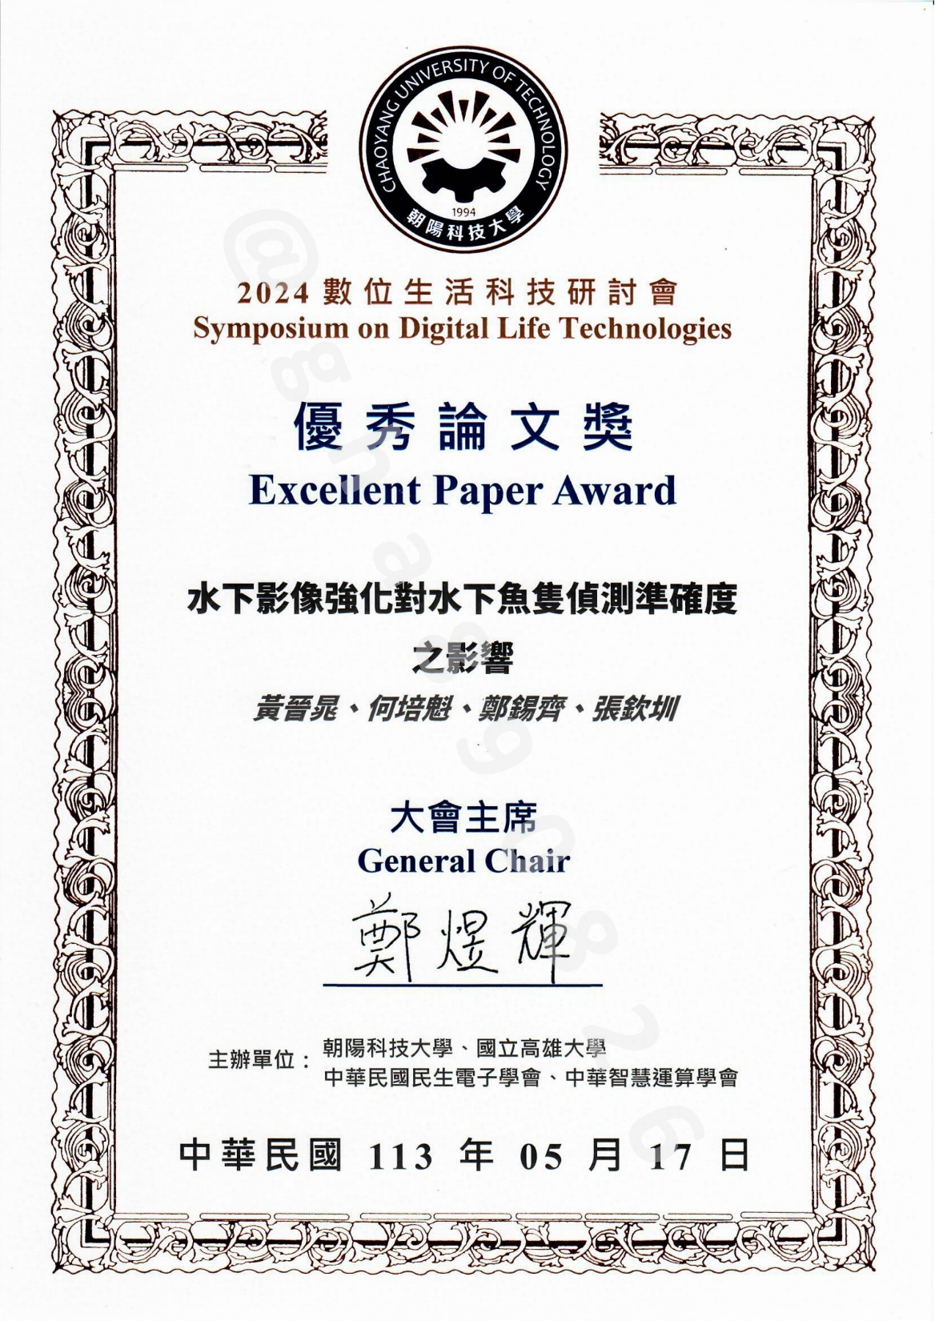 CHAOYANG UNIVERSITY OF TECHNOLOGY
1994
朝陽科技大學
2024 數位生活科技研討會
Symposium on Digital Life Technologies
優秀論文獎
Excellent Paper Award
水下影像強化對水下魚隻偵測準確度
之影響
黃晉晁、何培魁、鄭錫齊、張欽圳
大會主席
General Chair
鄭煜輝
主辦單位：朝陽科技大學、國立高雄大學
中華民國民生電子學會、中華智慧運算學會
中華民國 113 年 05 月 17 日